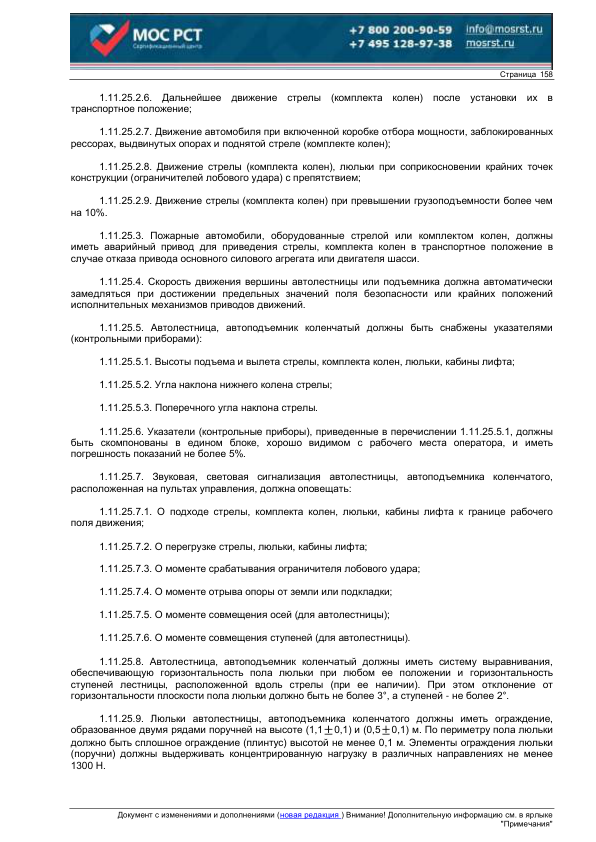 МОС РСТ
Сертификационный центр
+7 800 200-90-59 info@mosrst.ru
+7 495 128-97-38 mosrst.ru
Страница 158
1.11.25.2.6. Дальнейшее движение стрелы (комплекта колен) после установки их в
транспортное положение;
1.11.25.2.7. Движение автомобиля при включенной коробке отбора мощности, заблокированных
рессорах, выдвинутых опорах и поднятой стреле (комплекте колен);
1.11.25.2.8. Движение стрелы (комплекта колен), люльки при соприкосновении крайних точек
конструкции (ограничителей лобового удара) с препятствием;
1.11.25.2.9. Движение стрелы (комплекта колен) при превышении грузоподъемности более чем
на 10%.
1.11.25.3. Пожарные автомобили, оборудованные стрелой или комплектом колен, должны
иметь аварийный привод для приведения стрелы, комплекта колен в транспортное положение в
случае отказа привода основного силового агрегата или двигателя шасси.
1.11.25.4. Скорость движения вершины автолестницы или подъемника должна автоматически
замедляться при достижении предельных значений поля безопасности или крайних положений
исполнительных механизмов приводов движений.
1.11.25.5. Автолестница, автоподъемник коленчатый должны быть снабжены указателями
(контрольными приборами):
1.11.25.5.1. Высоты подъема и вылета стрелы, комплекта колен, люльки, кабины лифта;
1.11.25.5.2. Угла наклона нижнего колена стрелы;
1.11.25.5.3. Поперечного угла наклона стрелы.
1.11.25.6. Указатели (контрольные приборы), приведенные в перечислении 1.11.25.5.1, должны
быть скомпонованы в едином блоке, хорошо видимом с рабочего места оператора, и иметь
погрешность показаний не более 5%.
1.11.25.7. Звуковая, световая сигнализация автолестницы, автоподъемника коленчатого,
расположенная на пультах управления, должна оповещать:
1.11.25.7.1. О подходе стрелы, комплекта колен, люльки, кабины лифта к границе рабочего
поля движения;
1.11.25.7.2. О перегрузке стрелы, люльки, кабины лифта;
1.11.25.7.3. О моменте срабатывания ограничителя лобового удара;
1.11.25.7.4. О моменте отрыва опоры от земли или подкладки;
1.11.25.7.5. О моменте совмещения осей (для автолестницы);
1.11.25.7.6. О моменте совмещения ступеней (для автолестницы).
1.11.25.8. Автолестница, автоподъемник коленчатый должны иметь систему выравнивания,
обеспечивающую горизонтальность пола люльки при любом ее положении и горизонтальность
ступеней лестницы, расположенной вдоль стрелы (при ее наличии). При этом отклонение от
горизонтальности плоскости пола люльки должно быть не более 3°, а ступеней - не более 2°.
1.11.25.9. Люльки автолестницы, автоподъемника коленчатого должны иметь ограждение,
образованное двумя рядами поручней на высоте (1,1±0,1) и (0,5±0,1) м. По периметру пола люльки
должно быть сплошное ограждение (плинтус) высотой не менее 0,1 м. Элементы ограждения люльки
(поручни) должны выдерживать концентрированную нагрузку в различных направлениях не менее
1300 Н.
Документ с изменениями и дополнениями (новая редакция ) Внимание! Дополнительную информацию см. в ярлыке
"Примечания"